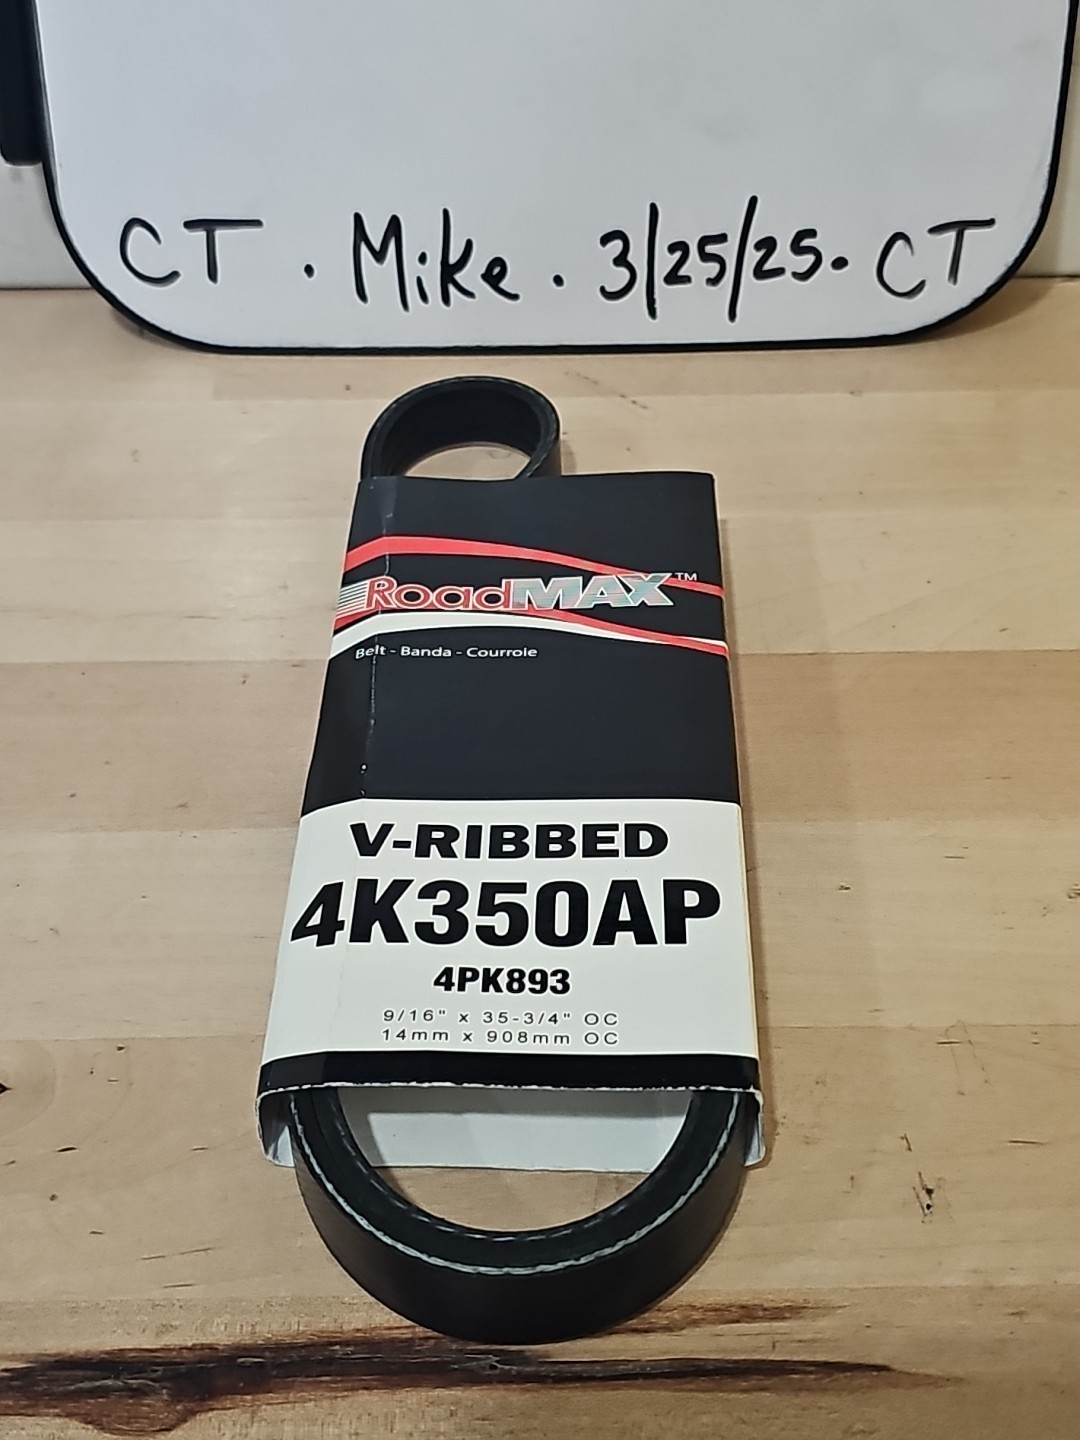 CT . Mike . 3/25/25. CT
RoadMAX™
Belt - Banda - Courroie
V-RIBBED
4K350AP
4PK893
9/16" x 35-3/4" OC
14mm x 908mm OC